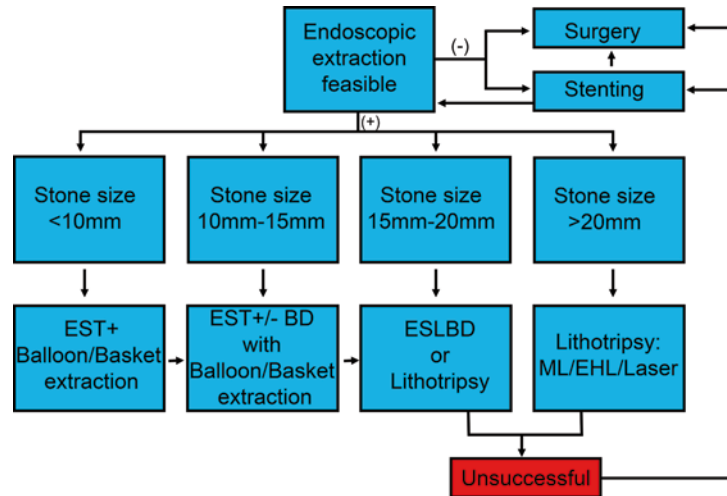 Endoscopic
extraction
feasible
(-)
Surgery
Stenting
(+)
Stone size
<10mm
Stone size
10mm-15mm
Stone size
15mm-20mm
Stone size
>20mm
EST+
Balloon/Basket
extraction
EST+/- BD
with
Balloon/Basket
extraction
ESLBD
or
Lithotripsy
Lithotripsy:
ML/EHL/Laser
Unsuccessful